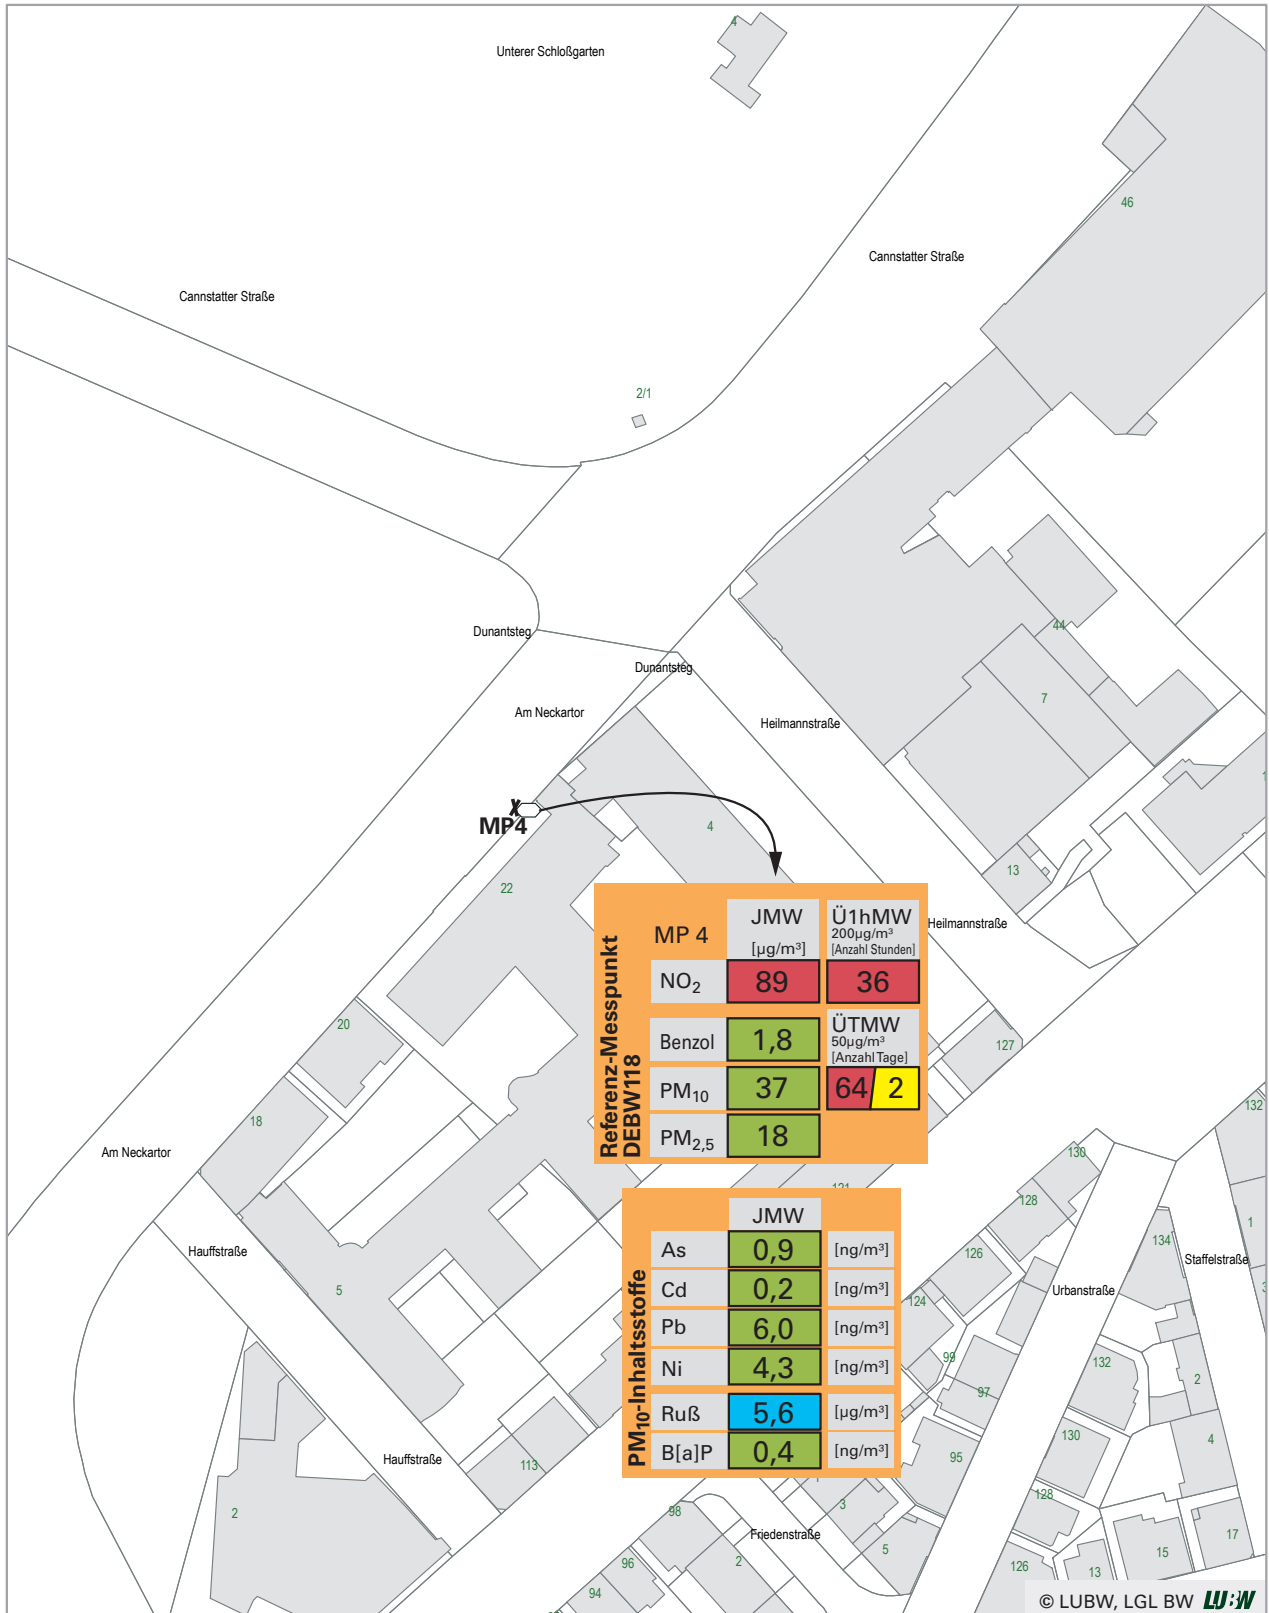 4
Unterer Schloßgarten
46
Cannstatter Straße
Cannstatter Straße
2/1
Dunantsteg
44
Dunantsteg
7
Am Neckartor
Heilmannstraße
MP4
4
13
22
Heilmannstraße
Referenz-Messpunkt
DEBW118
MP 4
JMW
[µg/m³]
Ü1hMW
200µg/m³
[Anzahl Stunden]
NO₂
89
36
Benzol
1,8
ÜTMW
50µg/m³
[Anzahl Tage]
PM₁₀
37
64
2
PM₂,₅
18
20
127
18
132
Am Neckartor
130
121
128
1
134
Hauffstraße
126
Staffelstraße
5
Urbanstraße
124
PM₁₀-Inhaltsstoffe
JMW
As
0,9
[ng/m³]
Cd
0,2
[ng/m³]
Pb
6,0
[ng/m³]
Ni
4,3
[ng/m³]
Ruß
5,6
[µg/m³]
B[a]P
0,4
[ng/m³]
99
132
2
97
130
4
Hauffstraße
113
95
128
2
98
3
Friedenstraße
17
5
15
96
2
126
13
94
© LUBW, LGL BW LUBW